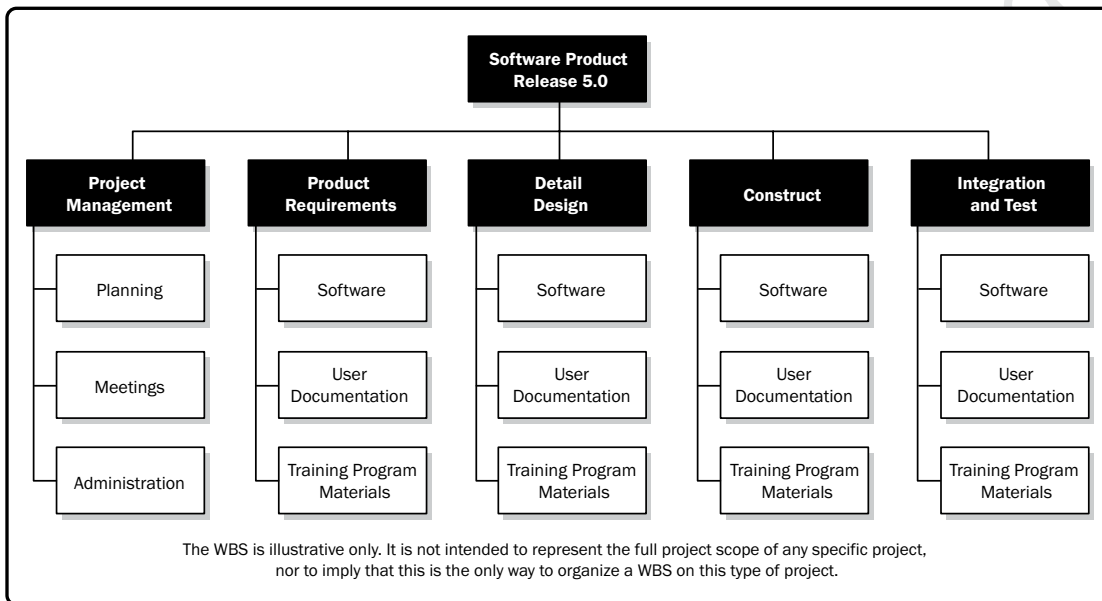 Software Product
Release 5.0
Project
Management
Product
Requirements
Detail
Design
Construct
Integration
and Test
Planning
Software
Software
Software
Software
Meetings
User
Documentation
User
Documentation
User
Documentation
User
Documentation
Administration
Training Program
Materials
Training Program
Materials
Training Program
Materials
Training Program
Materials
The WBS is illustrative only. It is not intended to represent the full project scope of any specific project,
nor to imply that this is the only way to organize a WBS on this type of project.